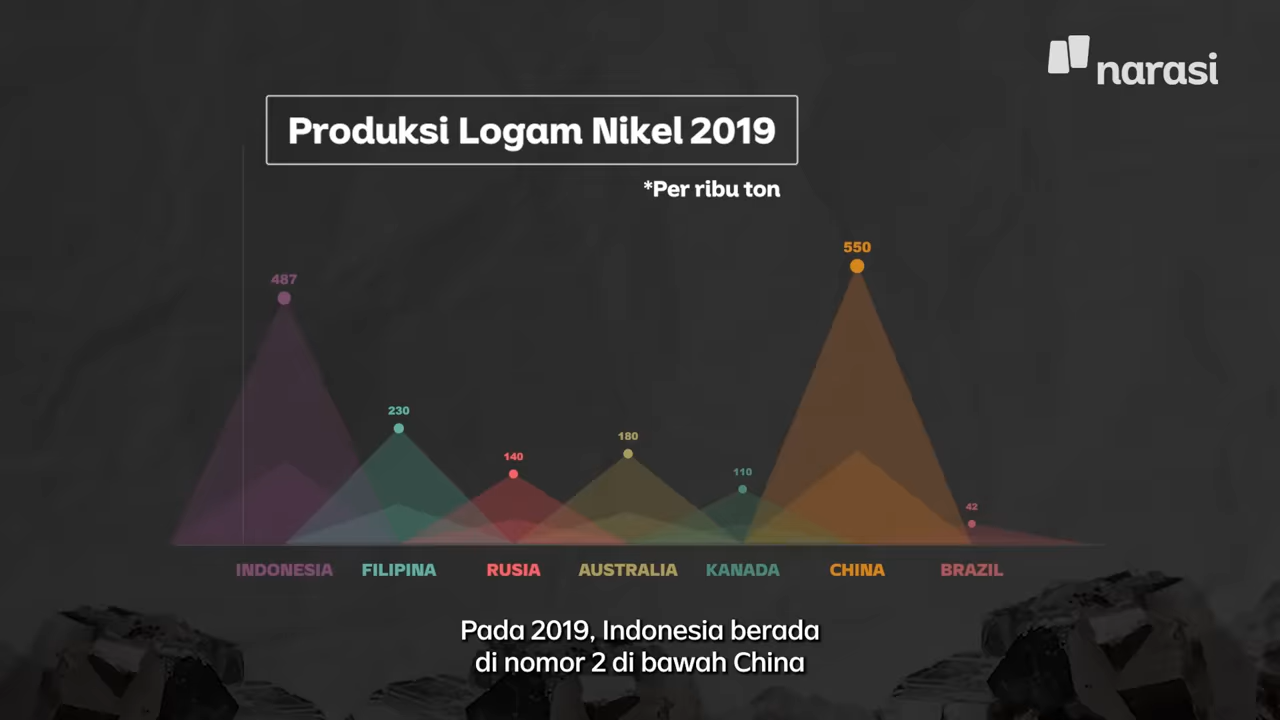 narasi
Produksi Logam Nikel 2019
*Per ribu ton
487
230
140
180
110
550
42
INDONESIA
FILIPINA
RUSIA
AUSTRALIA
KANADA
CHINA
BRAZIL
Pada 2019, Indonesia berada
di nomor 2 di bawah China